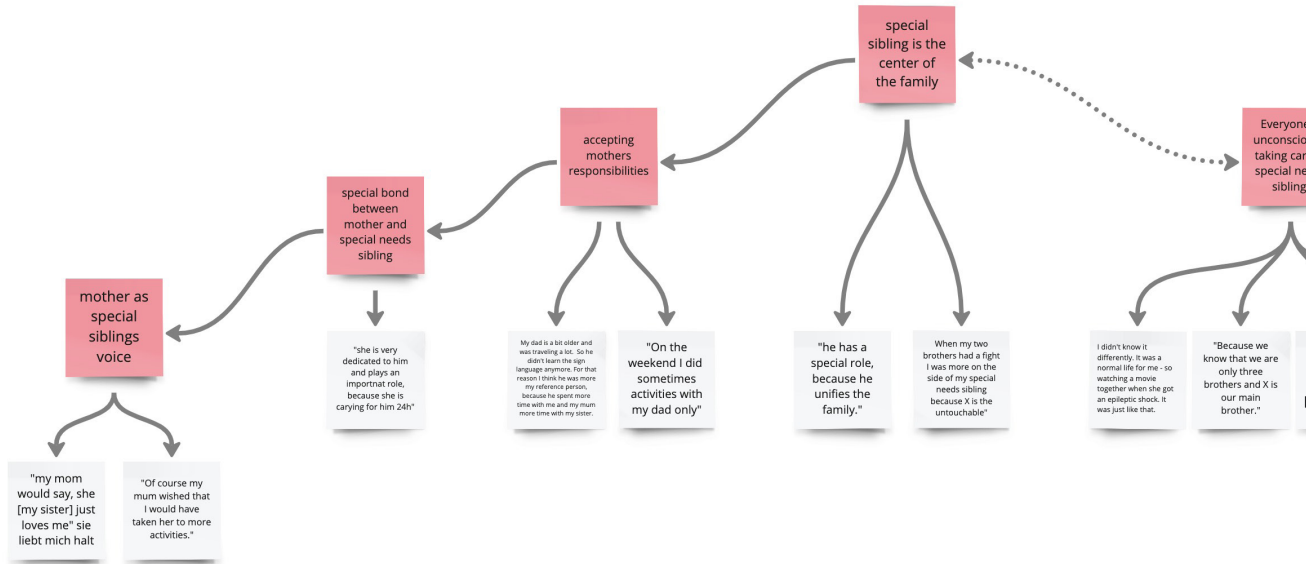 special
sibling is the
center of
the family
accepting
mothers
responsibilities
special bond
between
mother and
special needs
sibling
mother as
special
siblings
voice
Everyone
unconscio
taking car
special ne
sibling
"my mom
would say, she
[my sister] just
loves me" sie
liebt mich halt
"Of course my
mum wished that
I would have
taken her to more
activities."
"she is very
dedicated to him
and plays an
importnat role,
because she is
carying for him 24h"
My dad is a bit older and
was traveling a lot. So he
didn't learn the sign
language anymore. For that
reason I think he was more
my reference person,
because he spent more
time with me and my mum
more time with my sister.
"On the
weekend I did
sometimes
activities with
my dad only"
"he has a
special role,
because he
unifies the
family."
When my two
brothers had a fight
I was more on the
side of my special
needs sibling
because X is the
untouchable"
I didn't know it
differently. It was a
normal life for me - so
watching a movie
together when she got
an epileptic shock. It
was just like that.
"Because we
know that we are
only three
brothers and X is
our main
brother."